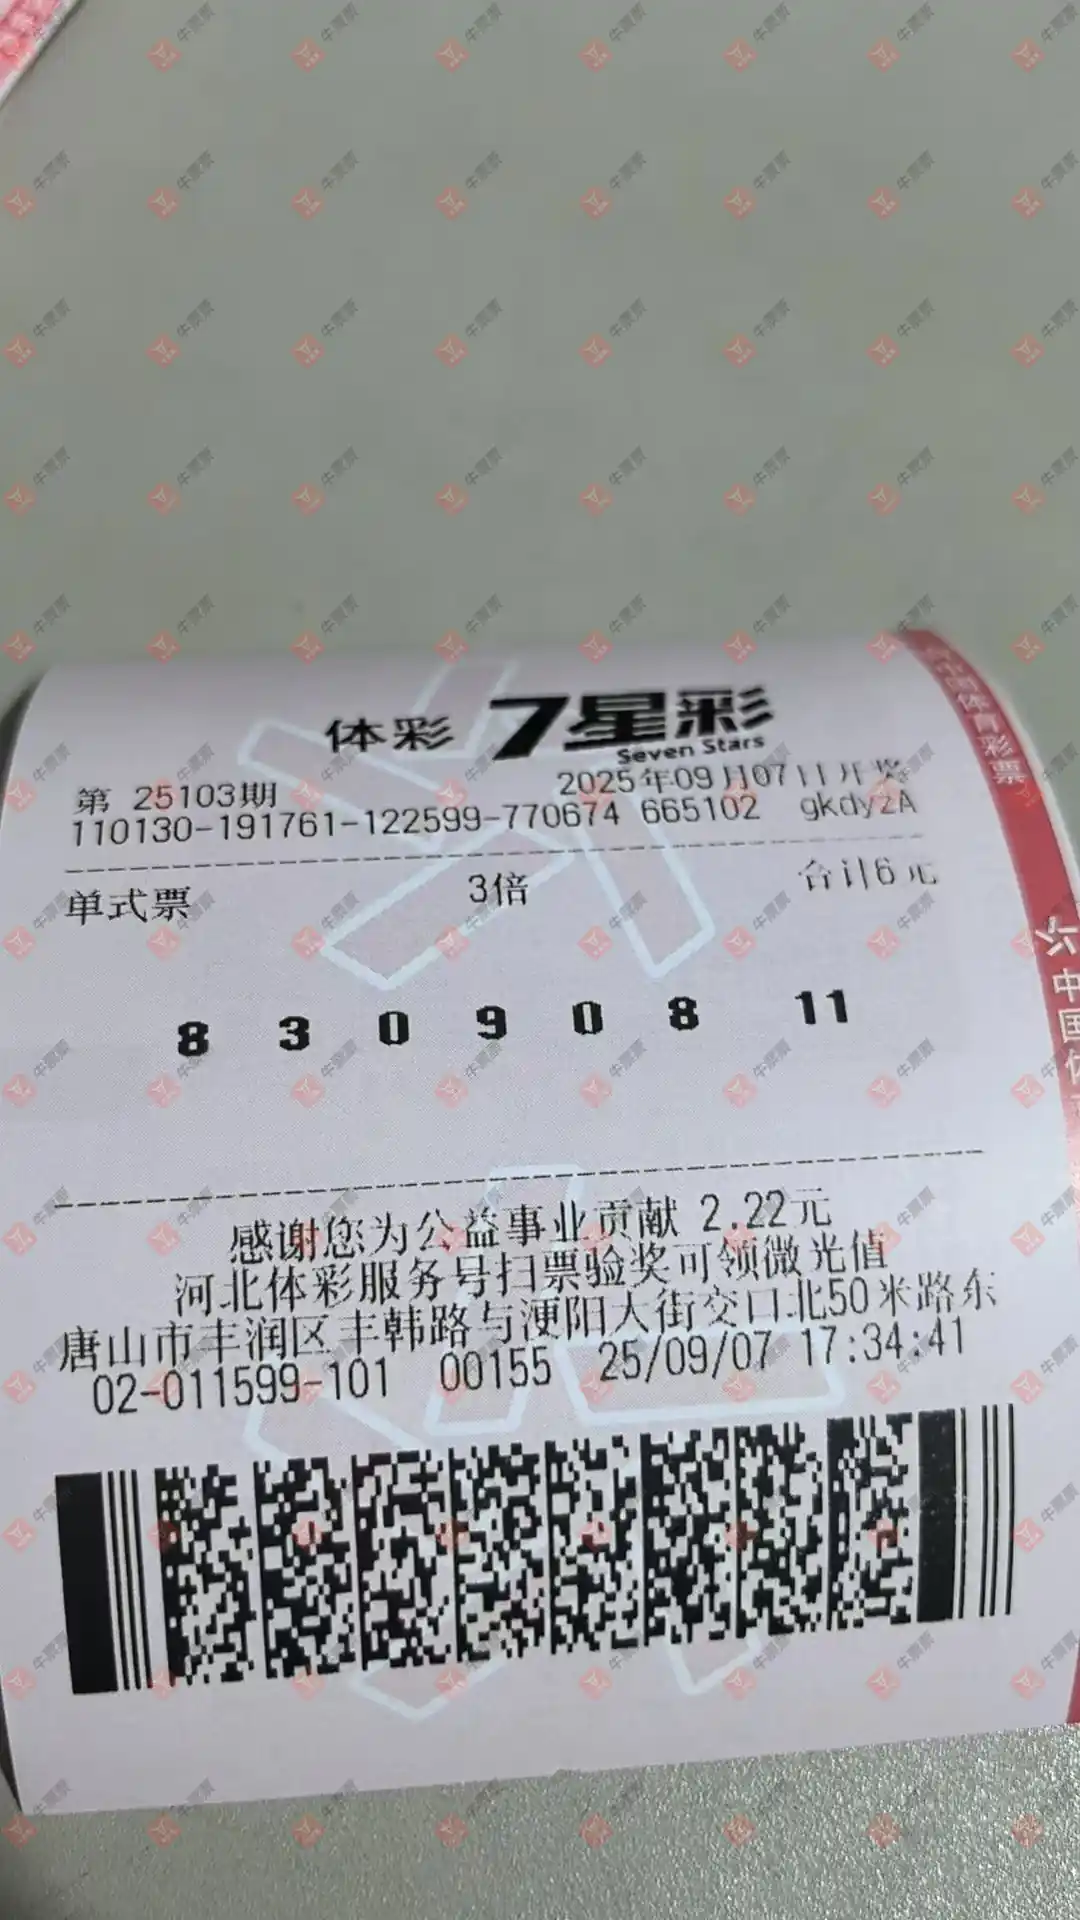 体彩 7星彩
Seven Stars
第 25103期 2025年09月07日开奖
110130-191761-122599-770674 665102 gkdyzA
单式票 3倍 合计6元
8 3 0 9 0 8 11
感谢您为公益事业贡献 2.22元
河北体彩服务号扫票验奖可领微光值
唐山市丰润区丰韩路与浭阳大街交口北50米路东
02-011599-101 00155 25/09/07 17:34:41
体育彩票
中国体
牛票票